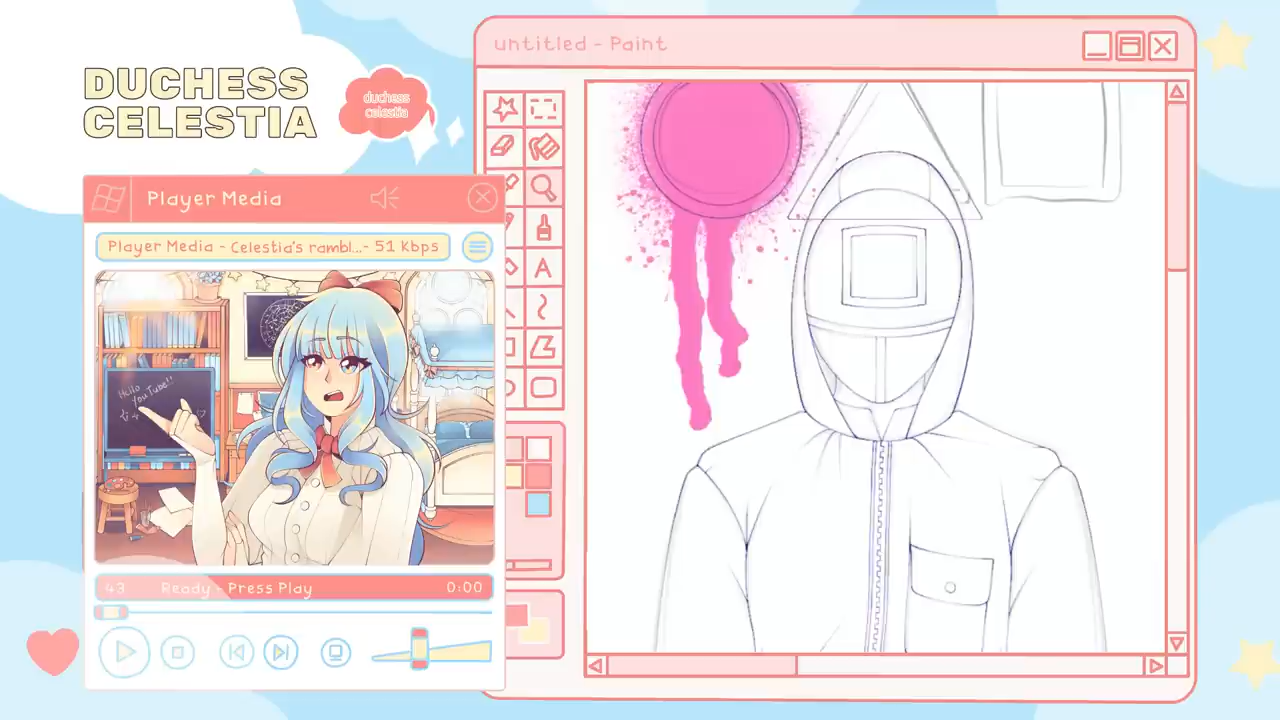 DUCHESS
CELESTIA
duchess
celestia
untitled - Paint
Player Media
Player Media - Celestia's rambl...- 51 Kbps
Hello
YouTube!!
A
43 Ready - Press Play 0:00